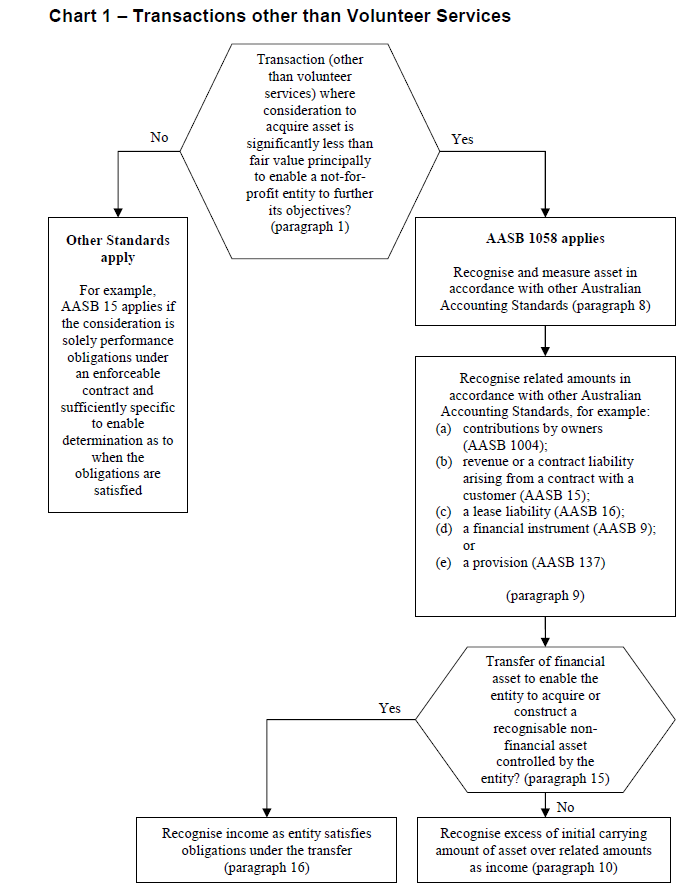 Chart 1 – Transactions other than Volunteer Services
Transaction (other
than volunteer
services) where
consideration to
acquire asset is
significantly less than
fair value principally
to enable a not-for-
profit entity to further
its objectives?
(paragraph 1)
No
Yes
Other Standards
apply
For example,
AASB 15 applies if
the consideration is
solely performance
obligations under
an enforceable
contract and
sufficiently specific
to enable
determination as to
when the
obligations are
satisfied
AASB 1058 applies
Recognise and measure asset in
accordance with other Australian
Accounting Standards (paragraph 8)
Recognise related amounts in
accordance with other Australian
Accounting Standards, for example:
(a) contributions by owners
(AASB 1004);
(b) revenue or a contract liability
arising from a contract with a
customer (AASB 15);
(c) a lease liability (AASB 16);
(d) a financial instrument (AASB 9);
or
(e) a provision (AASB 137)
(paragraph 9)
Transfer of financial
asset to enable the
entity to acquire or
construct a
recognisable non-
financial asset
controlled by the
entity? (paragraph 15)
Yes
No
Recognise income as entity satisfies
obligations under the transfer
(paragraph 16)
Recognise excess of initial carrying
amount of asset over related amounts
as income (paragraph 10)